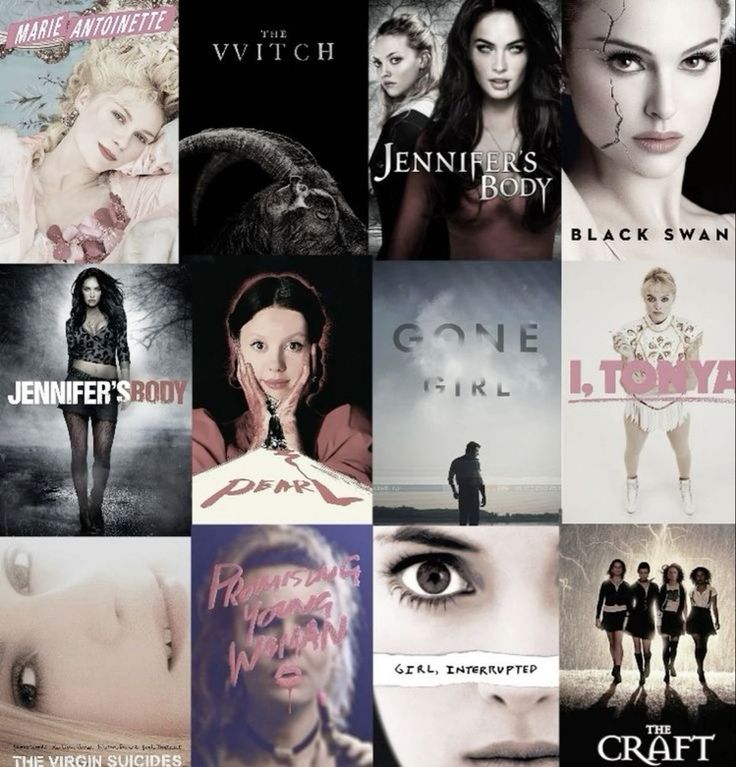 MARIE ANTOINETTE
THE
VVITCH
JENNIFER'S
BODY
BLACK SWAN
JENNIFER'SBODY
PEARL
GONE
GIRL
I, TONYA
THE VIRGIN SUICIDES
PROMISING
YOUNG
WOMAN
GIRL, INTERRUPTED
THE
CRAFT